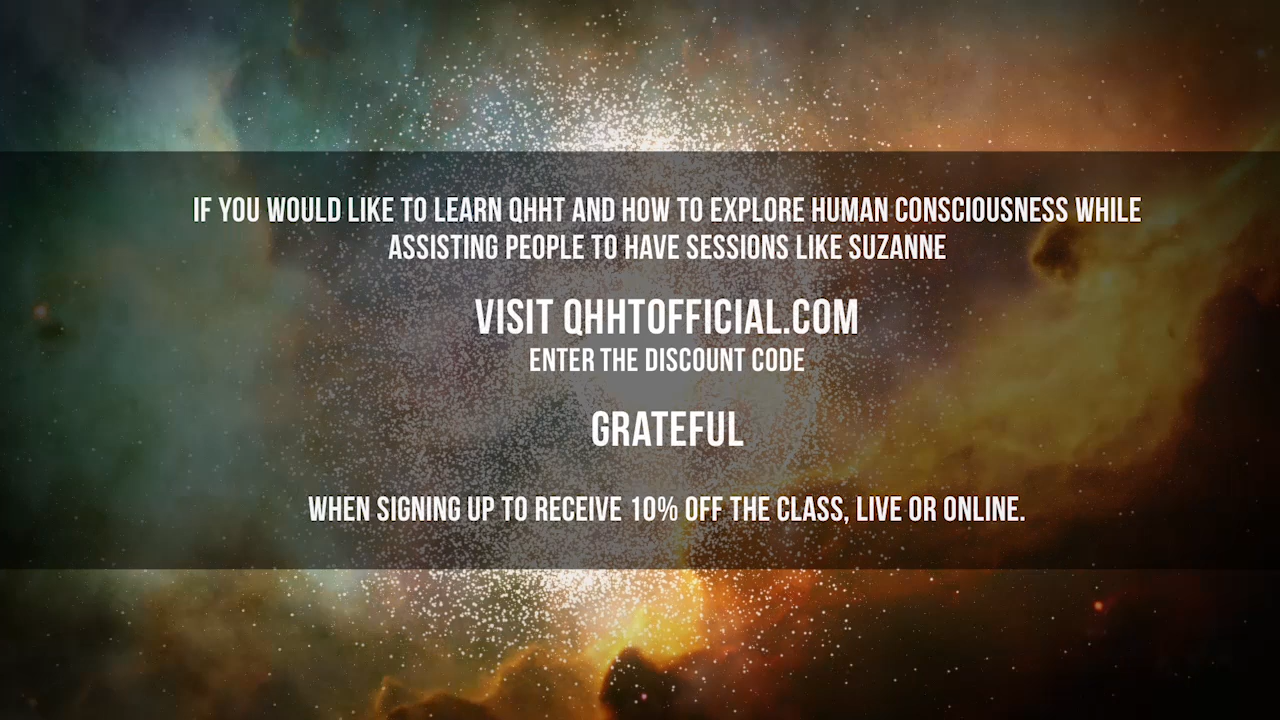 IF YOU WOULD LIKE TO LEARN QHHT AND HOW TO EXPLORE HUMAN CONSCIOUSNESS WHILE
ASSISTING PEOPLE TO HAVE SESSIONS LIKE SUZANNE
VISIT QHHTOFFICIAL.COM
ENTER THE DISCOUNT CODE
GRATEFUL
WHEN SIGNING UP TO RECEIVE 10% OFF THE CLASS, LIVE OR ONLINE.